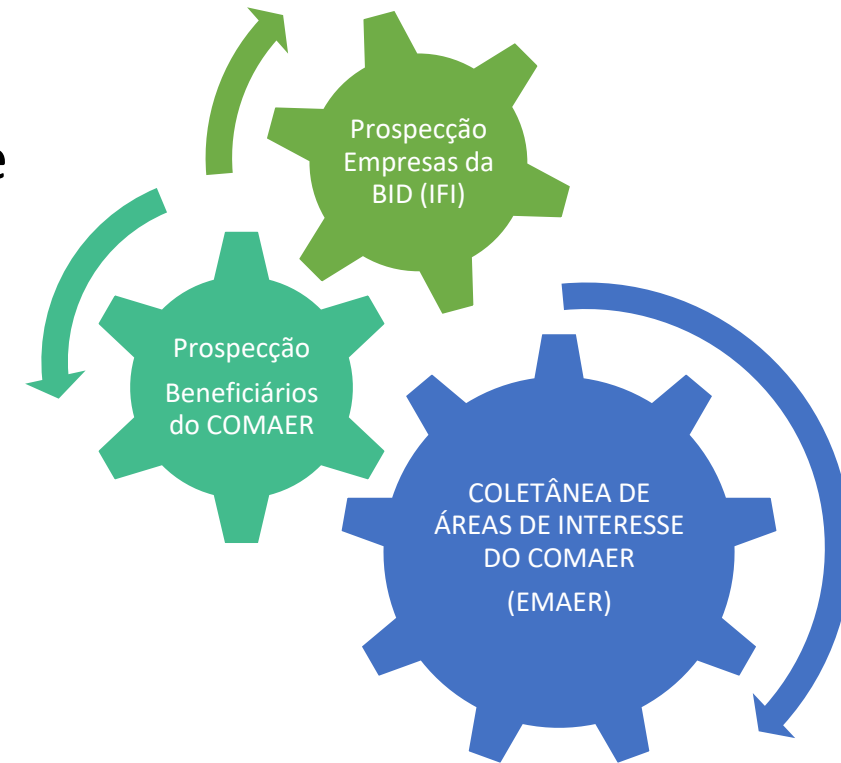 e
Prospecção
Empresas da
BID (IFI)
Prospecção
Beneficiários
do COMAER
COLETÂNEA DE
ÁREAS DE INTERESSE
DO COMAER
(EMAER)